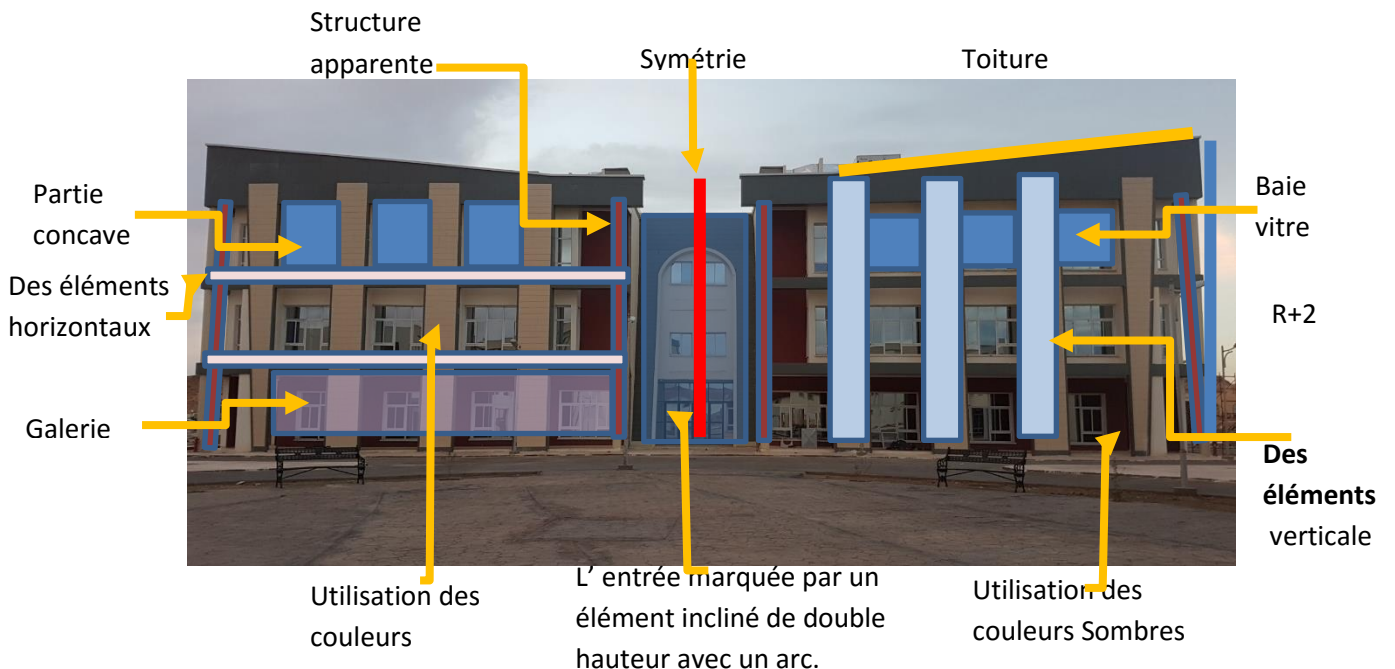 Structure
apparente
Symétrie
Toiture
Partie
concave
Des éléments
horizontaux
Galerie
Baie
vitre
R+2
Des
éléments
verticale
Utilisation des
couleurs
L’ entrée marquée par un
élément incliné de double
hauteur avec un arc.
Utilisation des
couleurs Sombres